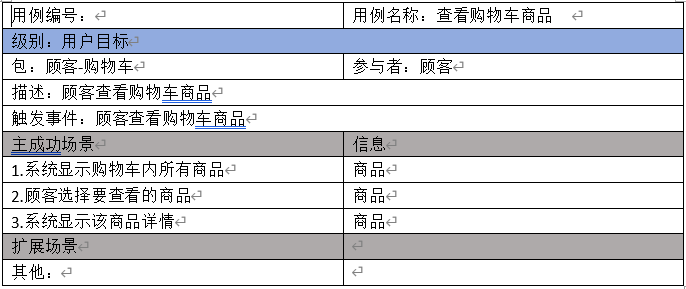 用例编号： 用例名称：查看购物车商品
级别：用户目标
包：顾客-购物车 参与者：顾客
描述：顾客查看购物车商品
触发事件：顾客查看购物车商品
主成功场景 信息
1.系统显示购物车内所有商品 商品
2.顾客选择要查看的商品 商品
3.系统显示该商品详情 商品
扩展场景
其他：